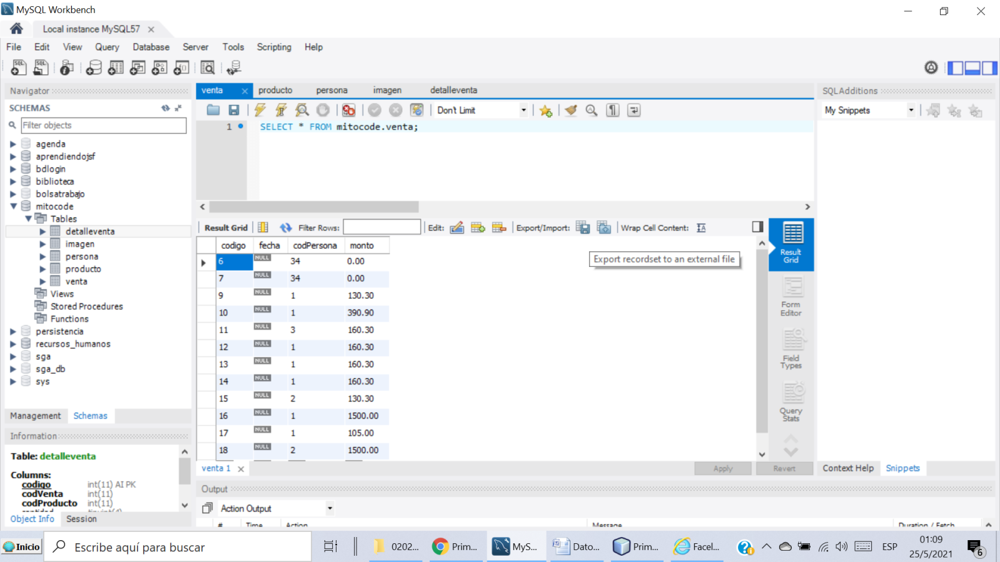 MySQL Workbench
Local instance MySQL57
File Edit View Query Database Server Tools Scripting Help
Navigator
SCHEMAS
Filter objects
agenda
aprendiendojsf
bdlogin
biblioteca
bolsatrabajo
mitocode
Tables
detalleventa
imagen
persona
producto
venta
Views
Stored Procedures
Functions
persistencia
recursos_humanos
sga
sga_db
sys
Management Schemas
Information
Table: detalleventa
Columns:
codigo int(11) AI PK
codVenta int(11)
codProducto int(11)
cantidad tinyint(4)
Object Info Session
venta producto persona imagen detalleventa
Don't Limit
1 SELECT * FROM mitocode.venta;
Result Grid Filter Rows: Edit: Export/Import: Wrap Cell Content:
Export recordset to an external file
codigo fecha codPersona monto
6 NULL 34 0.00
7 NULL 34 0.00
9 NULL 1 130.30
10 NULL 1 390.90
11 NULL 3 160.30
12 NULL 1 160.30
13 NULL 1 160.30
14 NULL 1 160.30
15 NULL 2 130.30
16 NULL 1 1500.00
17 NULL 1 105.00
18 NULL 2 1500.00
Result
Grid
Form
Editor
Field
Types
Query
Stats
venta 1 Apply Revert
SQLAdditions
My Snippets
Context Help Snippets
Output
Action Output
# Time Action Message Duration / Fetch
Inicio Escribe aquí para buscar 0202... Prim... MyS... Dato... Prim... Facel... ESP 01:09
25/5/2021 6